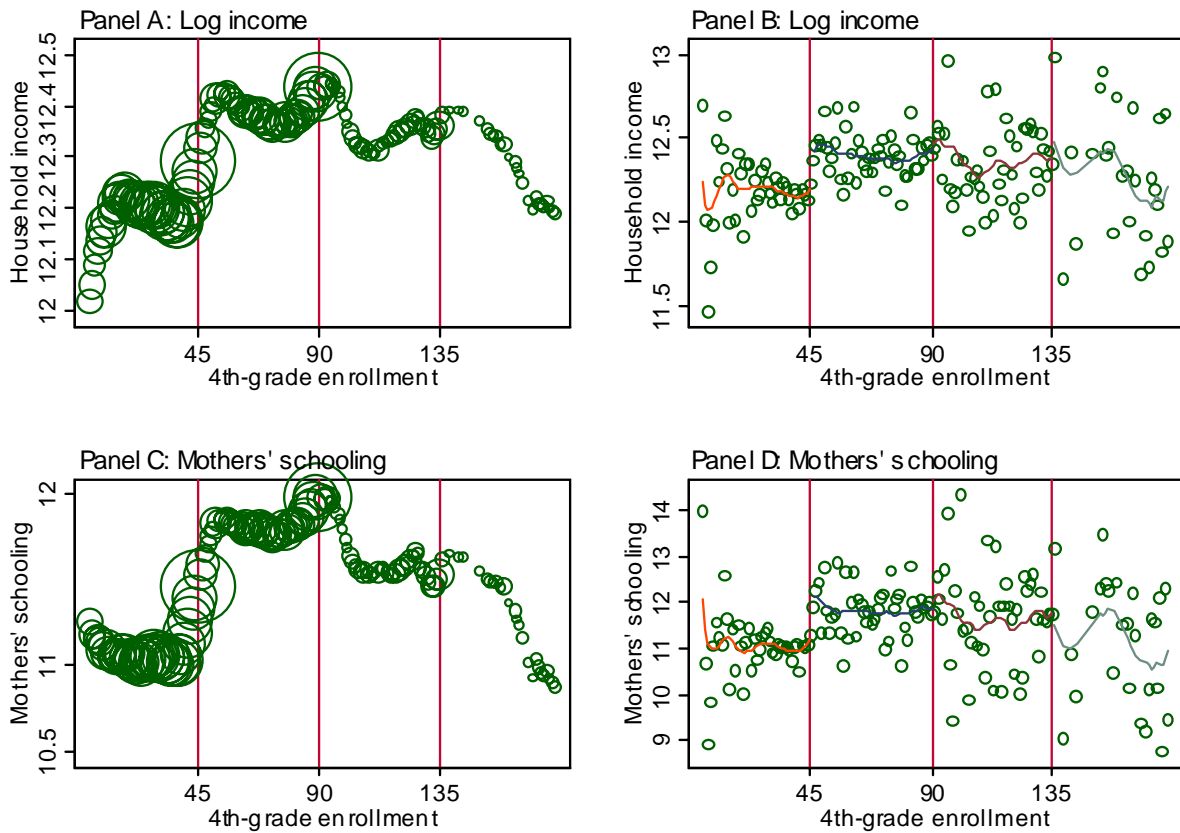 Panel A: Log income
Household income
12 12.1 12.2 12.3 12.4 12.5
45 90 135
4th-grade enrollment
Panel B: Log income
Household income
11.5 12 12.5 13
45 90 135
4th-grade enrollment
Panel C: Mothers' schooling
Mothers' schooling
10.5 11 12
45 90 135
4th-grade enrollment
Panel D: Mothers' schooling
Mothers' schooling
9 10 11 12 13 14
45 90 135
4th-grade enrollment